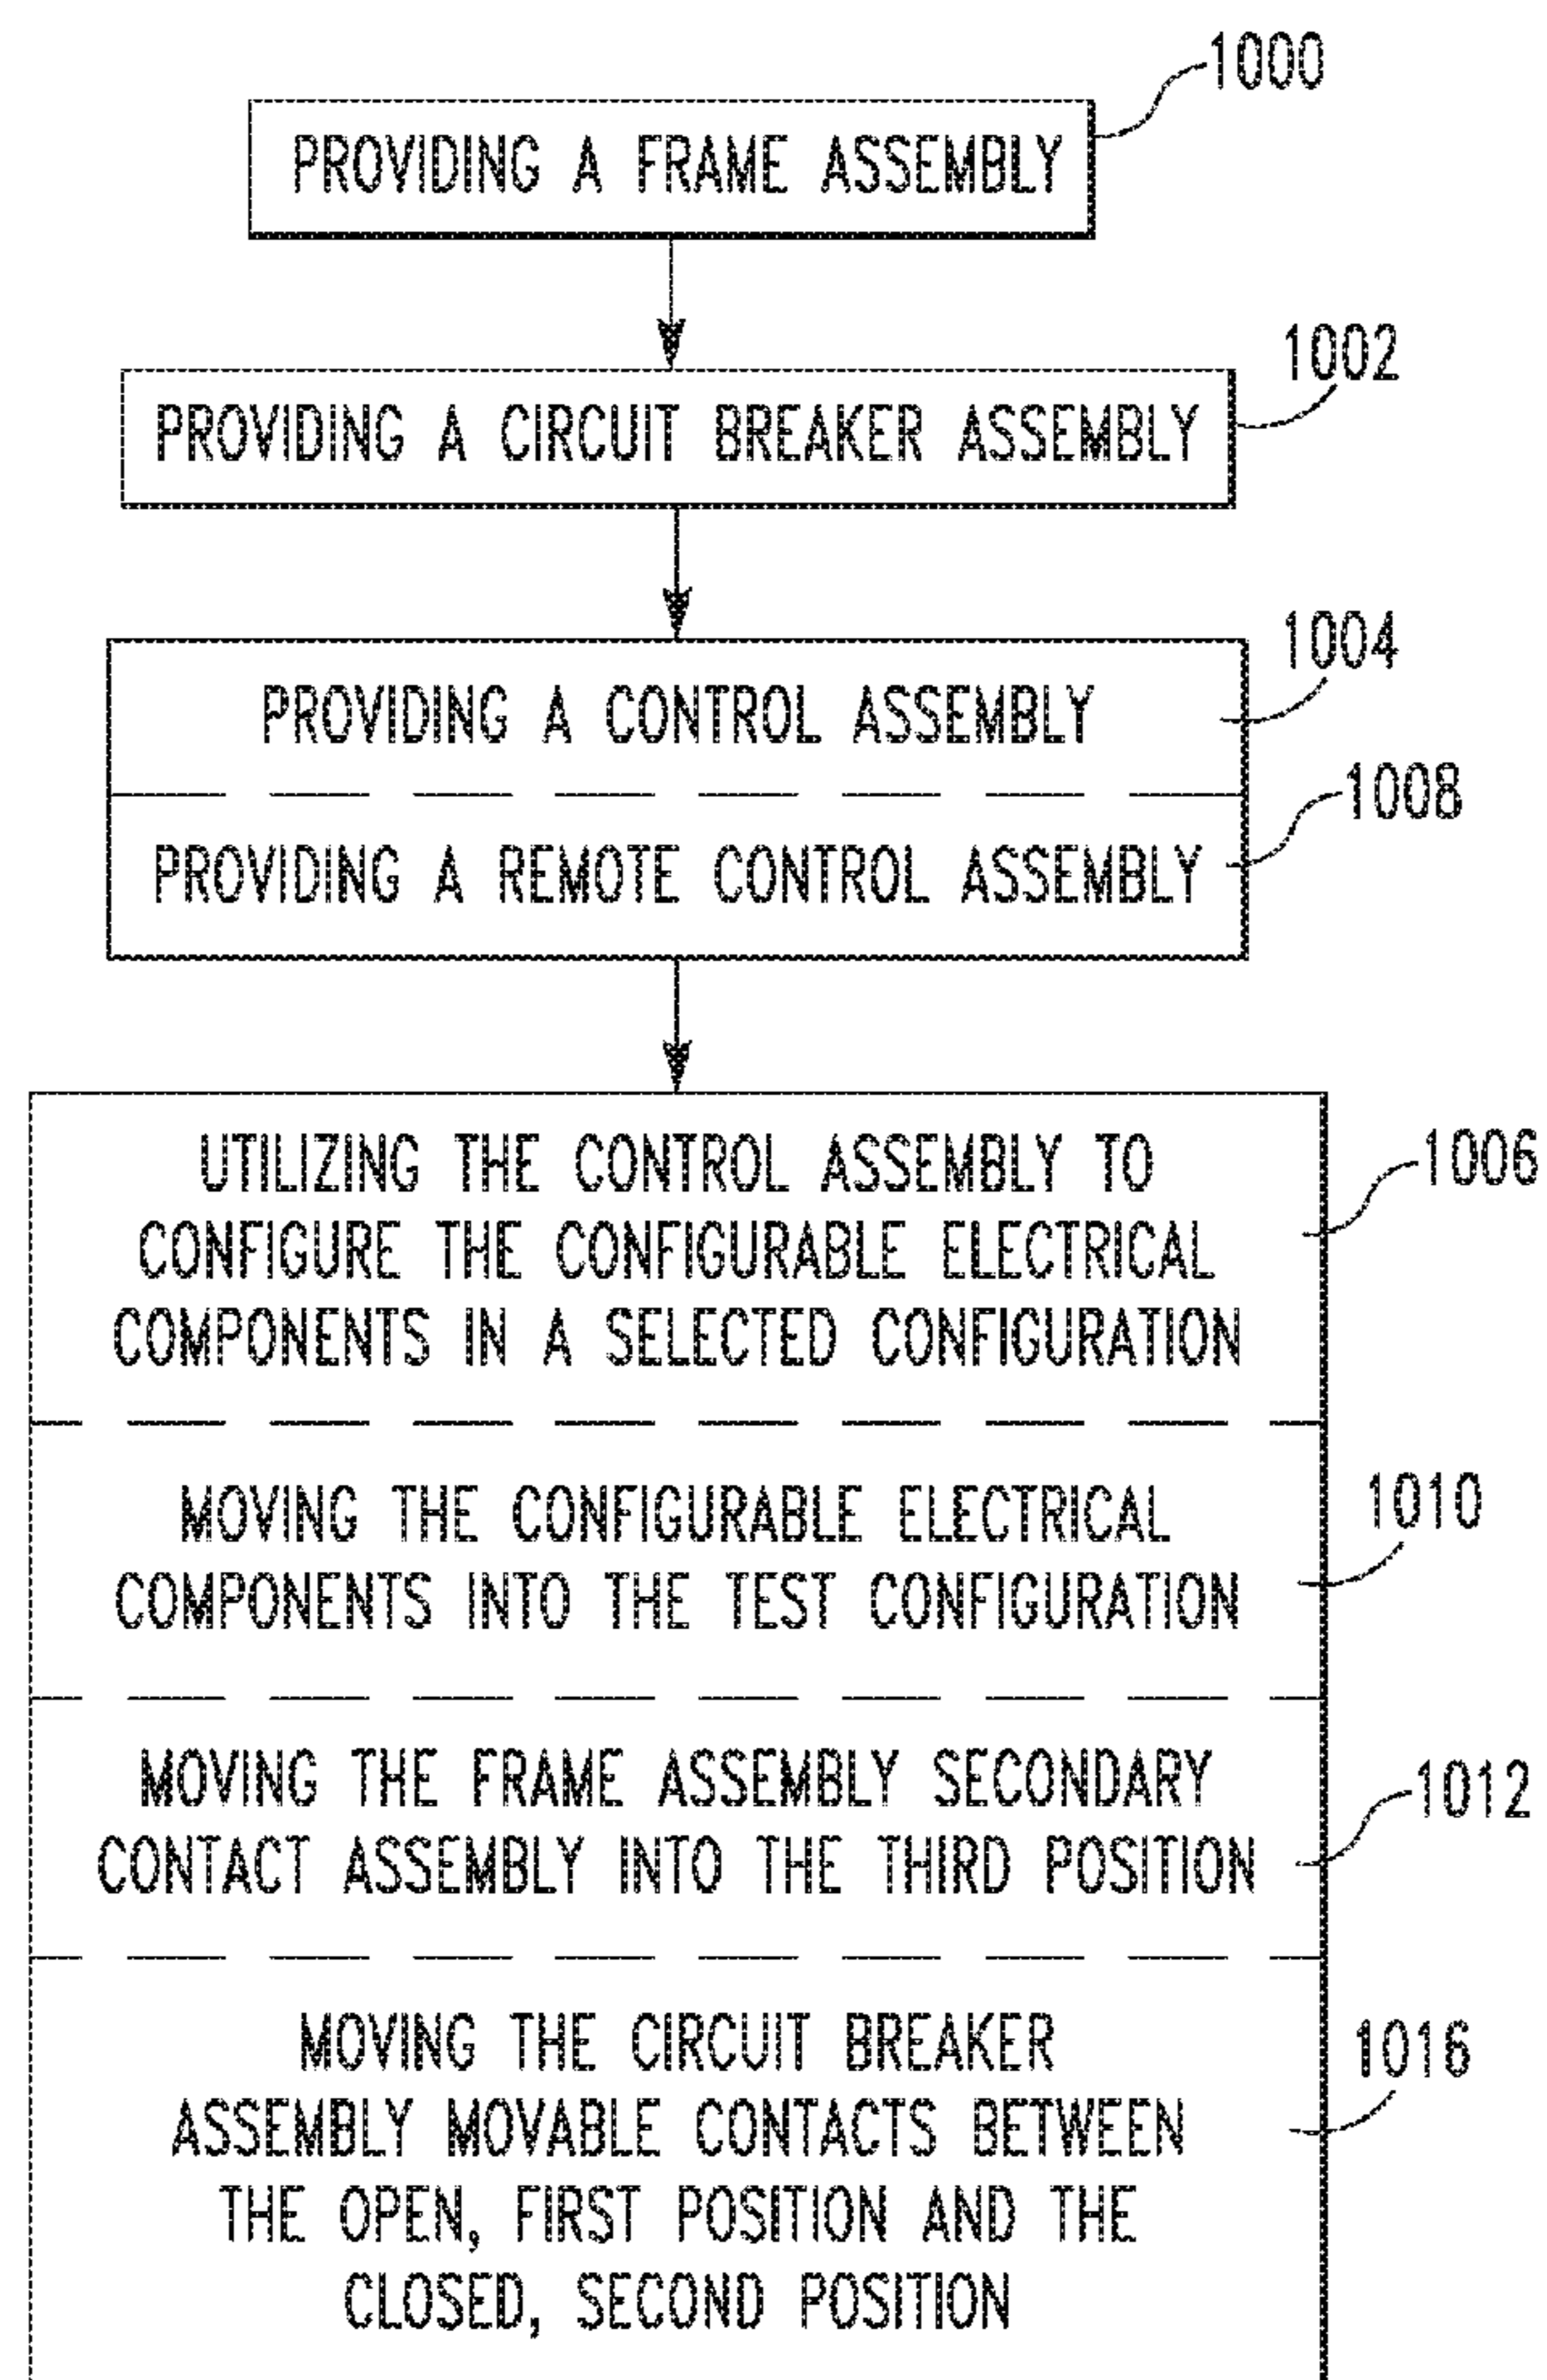 1000
PROVIDING A FRAME ASSEMBLY
1002
PROVIDING A CIRCUIT BREAKER ASSEMBLY
1004
PROVIDING A CONTROL ASSEMBLY
1008
PROVIDING A REMOTE CONTROL ASSEMBLY
1006
UTILIZING THE CONTROL ASSEMBLY TO
CONFIGURE THE CONFIGURABLE ELECTRICAL
COMPONENTS IN A SELECTED CONFIGURATION
1010
MOVING THE CONFIGURABLE ELECTRICAL
COMPONENTS INTO THE TEST CONFIGURATION
1012
MOVING THE FRAME ASSEMBLY SECONDARY
CONTACT ASSEMBLY INTO THE THIRD POSITION
1016
MOVING THE CIRCUIT BREAKER
ASSEMBLY MOVABLE CONTACTS BETWEEN
THE OPEN, FIRST POSITION AND THE
CLOSED, SECOND POSITION